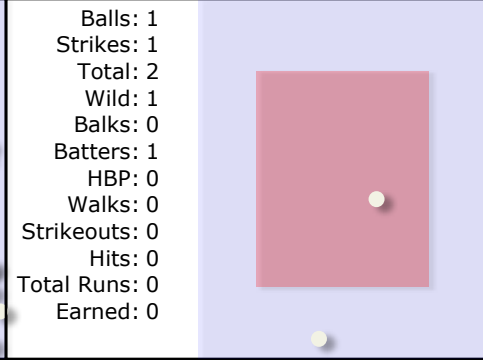 Balls: 1
Strikes: 1
Total: 2
Wild: 1
Balks: 0
Batters: 1
HBP: 0
Walks: 0
Strikeouts: 0
Hits: 0
Total Runs: 0
Earned: 0